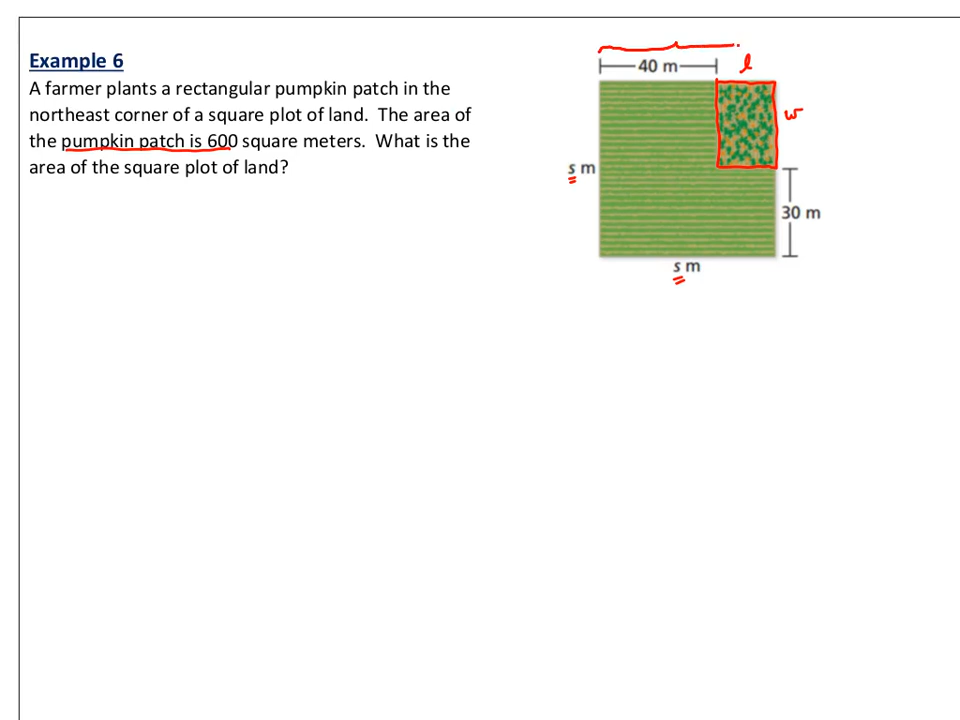 Example 6
A farmer plants a rectangular pumpkin patch in the
northeast corner of a square plot of land.  The area of
the pumpkin patch is 600 square meters.  What is the
area of the square plot of land?
40 m
l
w
s m
30 m
s m